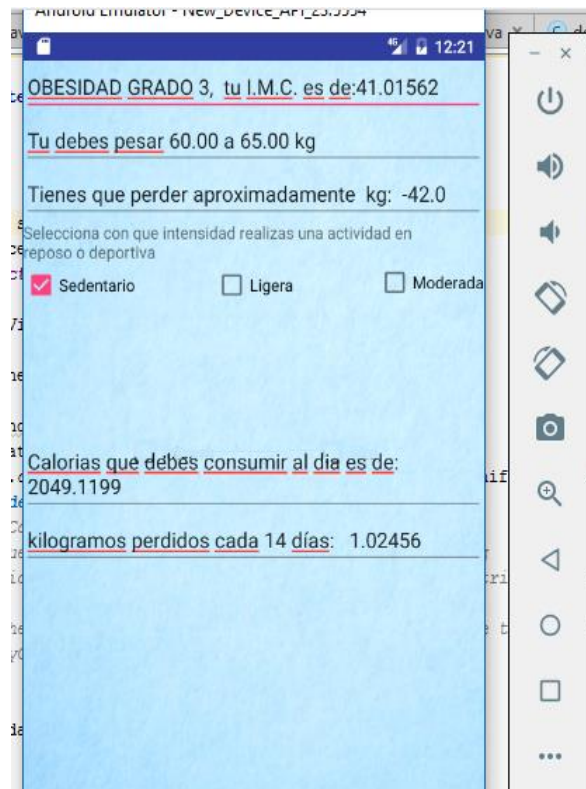 Android Emulator - New_Device_API_23:5554
12:21
OBESIDAD GRADO 3, tu I.M.C. es de:41.01562
Tu debes pesar 60.00 a 65.00 kg
Tienes que perder aproximadamente kg: -42.0
Selecciona con que intensidad realizas una actividad en
reposo o deportiva
Sedentario Ligera Moderada
Calorias que debes consumir al dia es de:
2049.1199
kilogramos perdidos cada 14 días: 1.02456